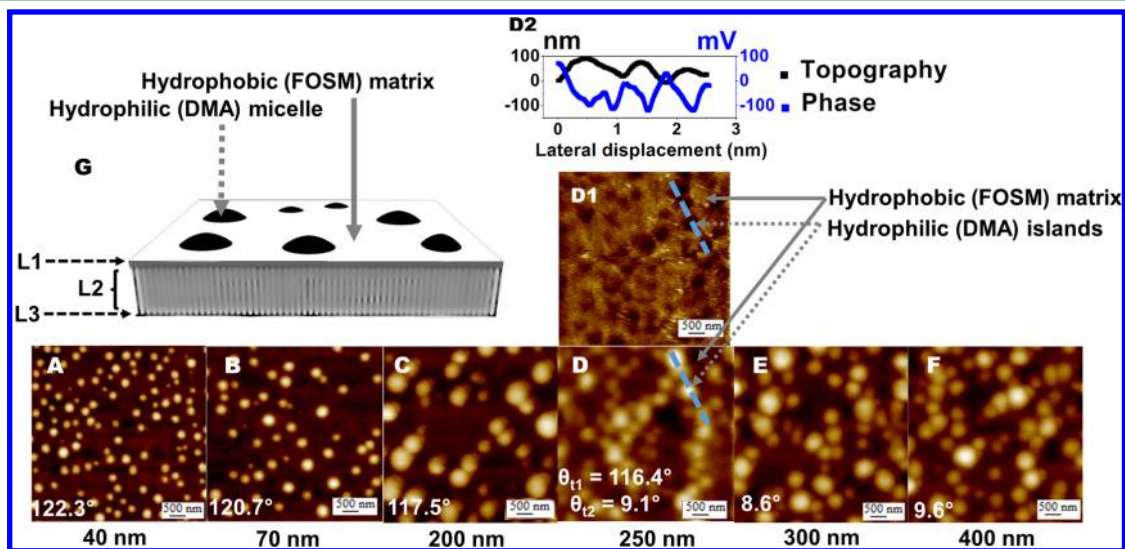 D2
nm
mV
100
0
-100
100
0
-100
Topography
Phase
0 1 2 3
Lateral displacement (nm)
Hydrophobic (FOSM) matrix
Hydrophilic (DMA) micelle
G
L1
L2
L3
D1
500 nm
Hydrophobic (FOSM) matrix
Hydrophilic (DMA) islands
A
122.3°
500 nm
40 nm
B
120.7°
500 nm
70 nm
C
117.5°
500 nm
200 nm
D
θt1 = 116.4°
θt2 = 9.1°
500 nm
250 nm
E
8.6°
500 nm
300 nm
F
9.6°
500 nm
400 nm